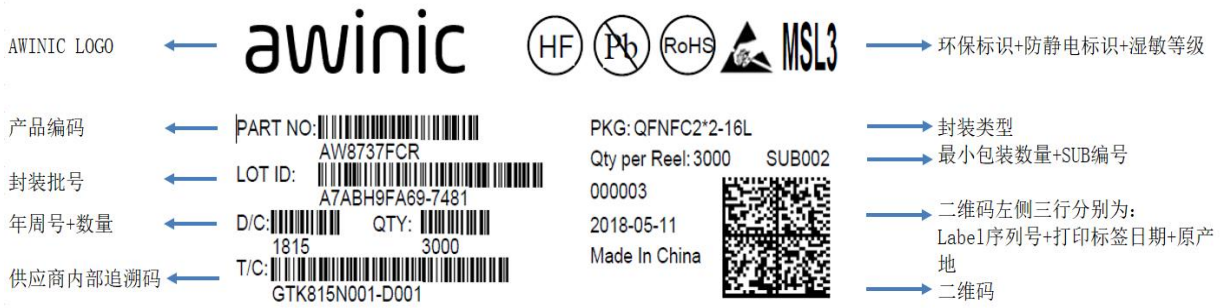 AWINIC LOGO
awinic
HF Pb RoHS MSL3
环保标识+防静电标识+湿敏等级
产品编码
PART NO:
AW8737FCR
PKG: QFNFC2*2-16L
封装类型
封装批号
LOT ID:
A7ABH9FA69-7481
Qty per Reel: 3000 SUB002
最小包装数量+SUB编号
年周号+数量
D/C: QTY:
1815 3000
000003
2018-05-11
Made In China
二维码左侧三行分别为:
Label序列号+打印标签日期+原产
地
供应商内部追溯码
T/C:
GTK815N001-D001
二维码